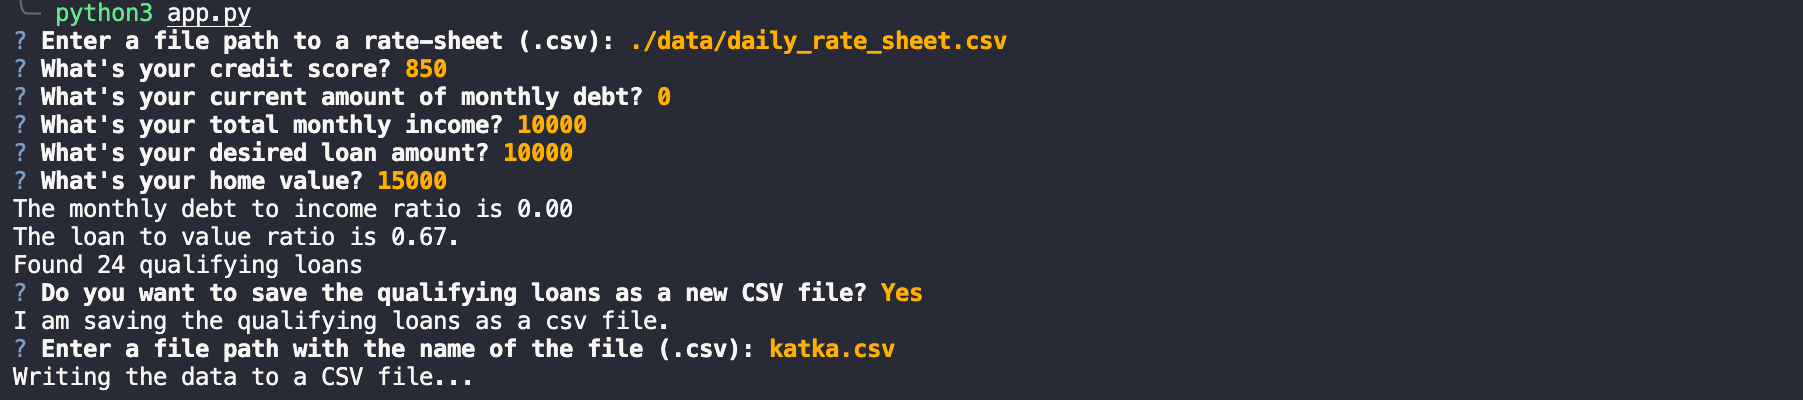 python3 app.py
? Enter a file path to a rate-sheet (.csv): ./data/daily_rate_sheet.csv
? What's your credit score? 850
? What's your current amount of monthly debt? 0
? What's your total monthly income? 10000
? What's your desired loan amount? 10000
? What's your home value? 15000
The monthly debt to income ratio is 0.00
The loan to value ratio is 0.67.
Found 24 qualifying loans
? Do you want to save the qualifying loans as a new CSV file? Yes
I am saving the qualifying loans as a csv file.
? Enter a file path with the name of the file (.csv): katka.csv
Writing the data to a CSV file...